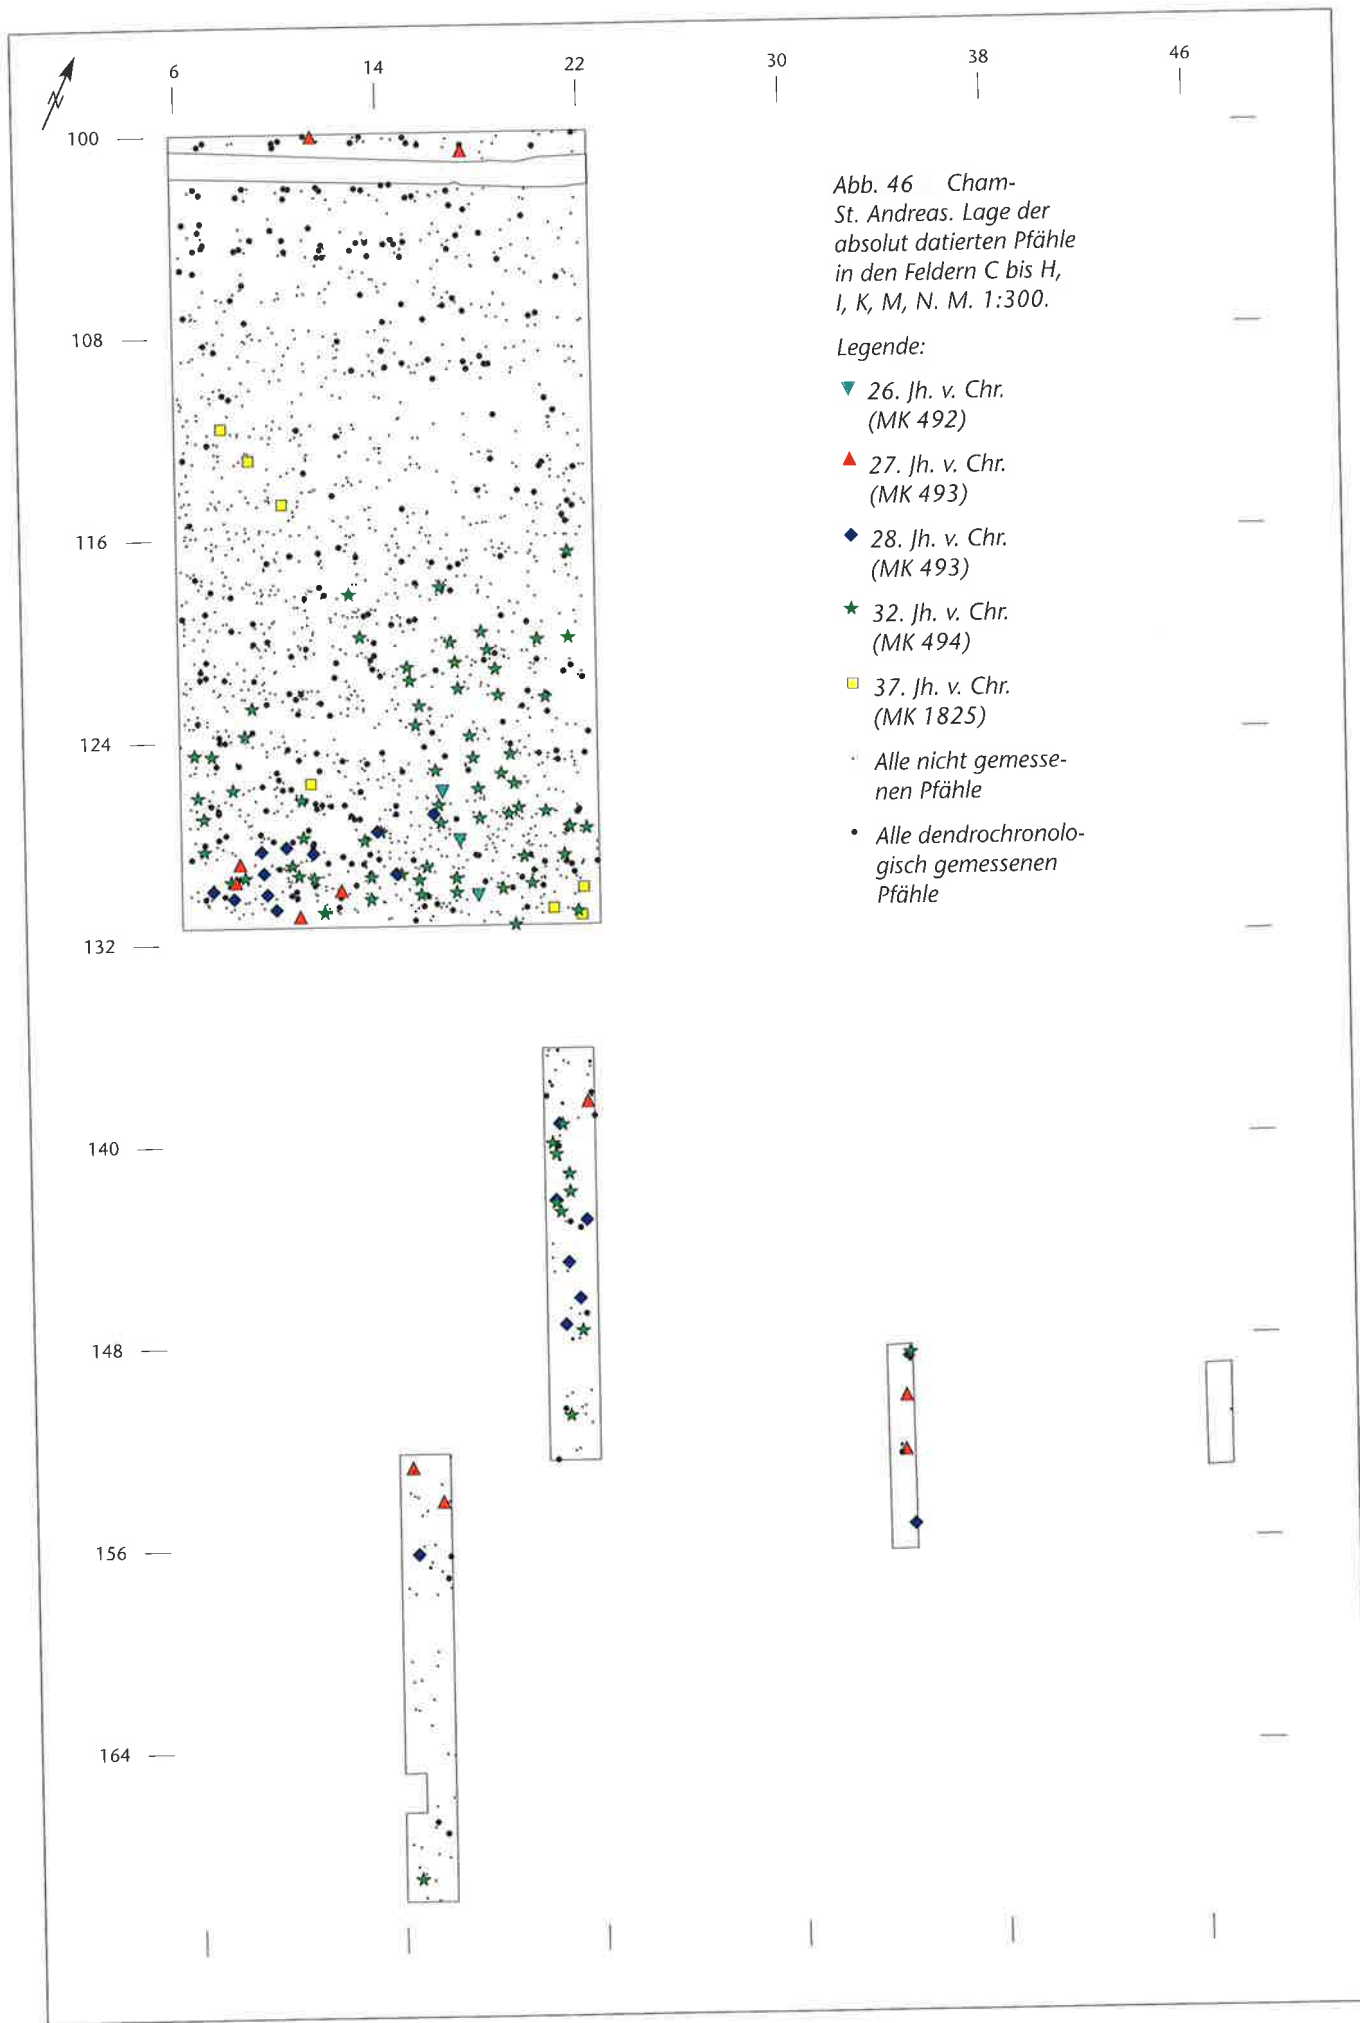 N
6
14
22
30
38
46
100
108
116
124
132
140
148
156
164
Abb. 46 Cham-
St. Andreas. Lage der
absolut datierten Pfähle
in den Feldern C bis H,
I, K, M, N. M. 1:300.
Legende:
26. Jh. v. Chr.
(MK 492)
27. Jh. v. Chr.
(MK 493)
28. Jh. v. Chr.
(MK 493)
32. Jh. v. Chr.
(MK 494)
37. Jh. v. Chr.
(MK 1825)
Alle nicht gemesse-
nen Pfähle
Alle dendrochronolo-
gisch gemessenen
Pfähle